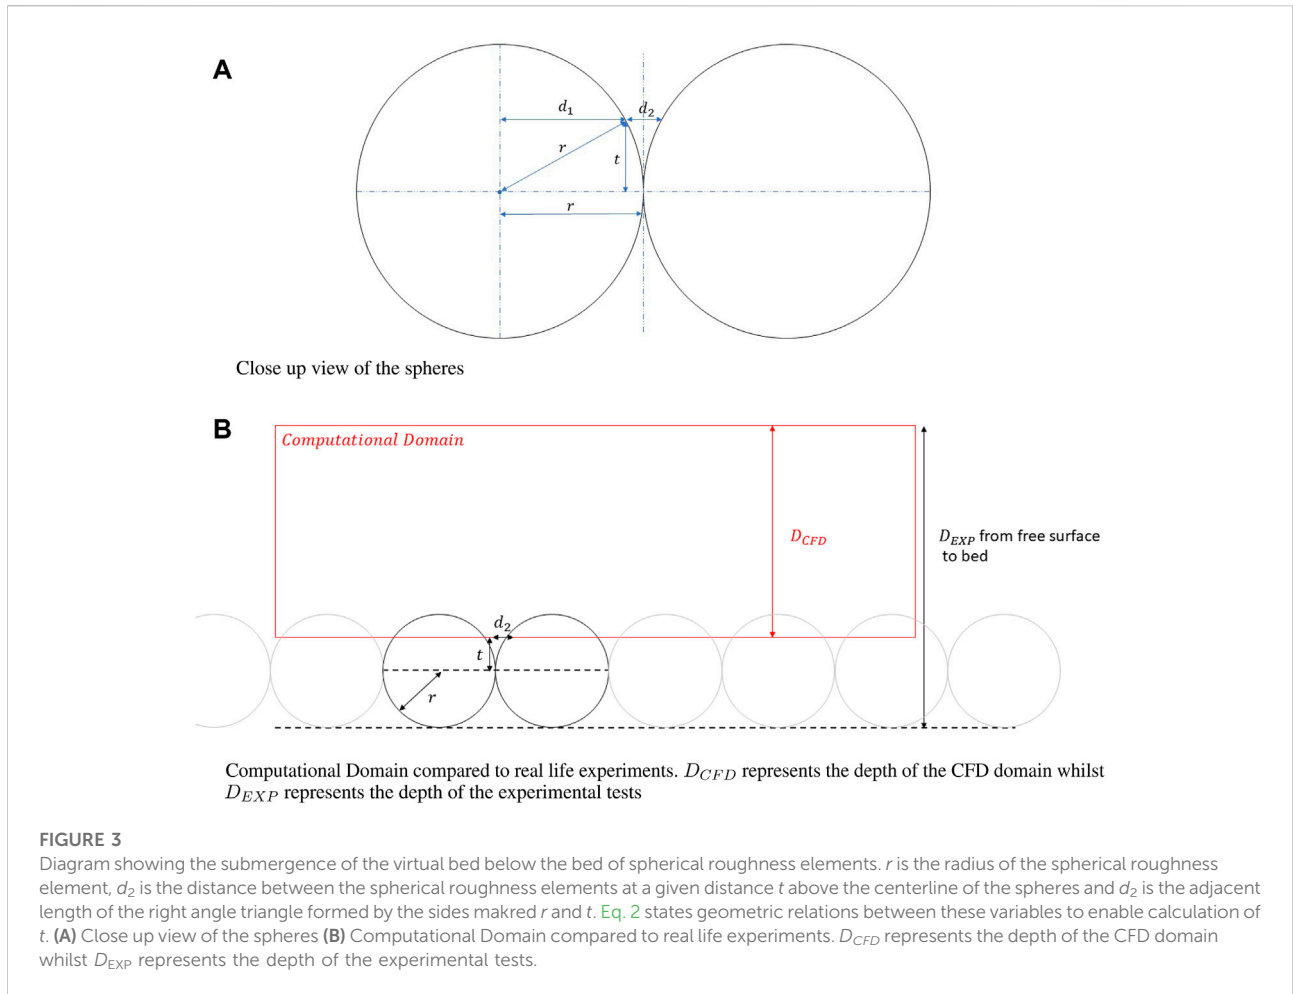 A
d₁
d₂
r
t
r
Close up view of the spheres
B
Computational Domain
D_CFD
D_EXP from free surface
to bed
d₂
t
r
Computational Domain compared to real life experiments. D_CFD represents the depth of the CFD domain whilst
D_EXP represents the depth of the experimental tests
FIGURE 3
Diagram showing the submergence of the virtual bed below the bed of spherical roughness elements. r is the radius of the spherical roughness
element, d₂ is the distance between the spherical roughness elements at a given distance t above the centerline of the spheres and d₂ is the adjacent
length of the right angle triangle formed by the sides makred r and t. Eq. 2 states geometric relations between these variables to enable calculation of
t. (A) Close up view of the spheres (B) Computational Domain compared to real life experiments. D_CFD represents the depth of the CFD domain
whilst D_EXP represents the depth of the experimental tests.